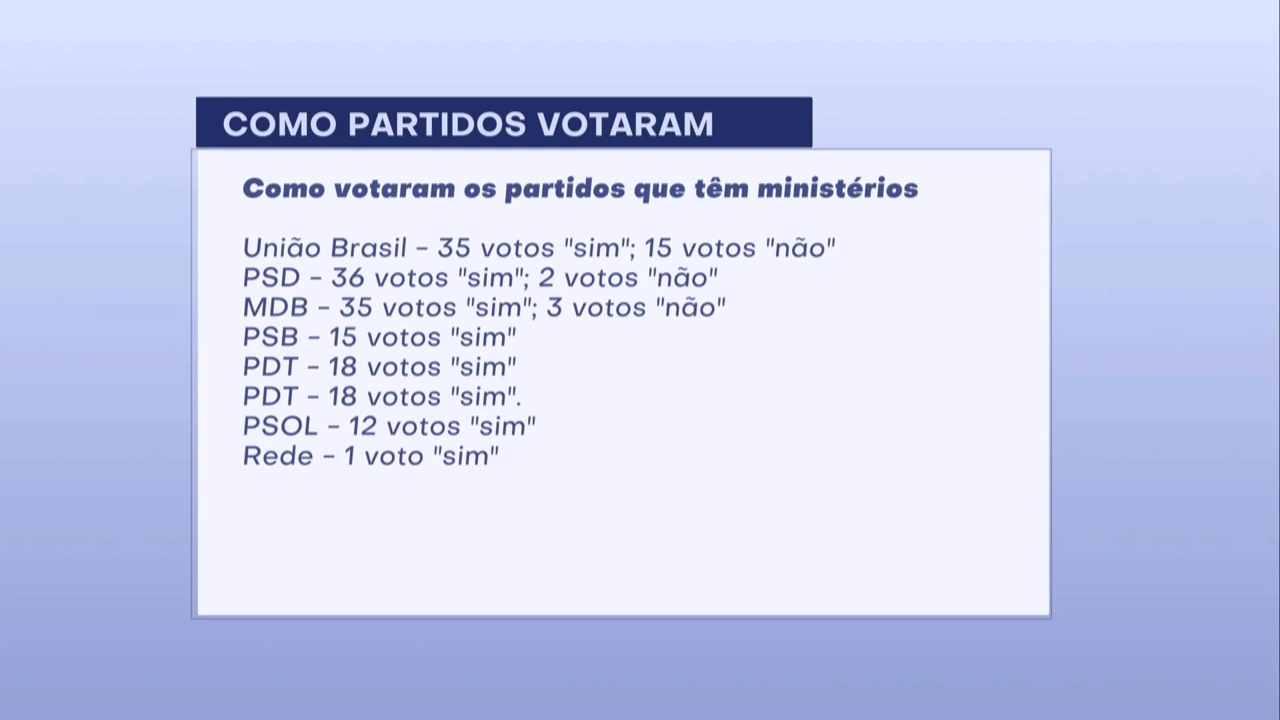 COMO PARTIDOS VOTARAM
Como votaram os partidos que têm ministérios
União Brasil - 35 votos "sim"; 15 votos "não"
PSD - 36 votos "sim"; 2 votos "não"
MDB - 35 votos "sim"; 3 votos "não"
PSB - 15 votos "sim"
PDT - 18 votos "sim"
PDT - 18 votos "sim".
PSOL - 12 votos "sim"
Rede - 1 voto "sim"